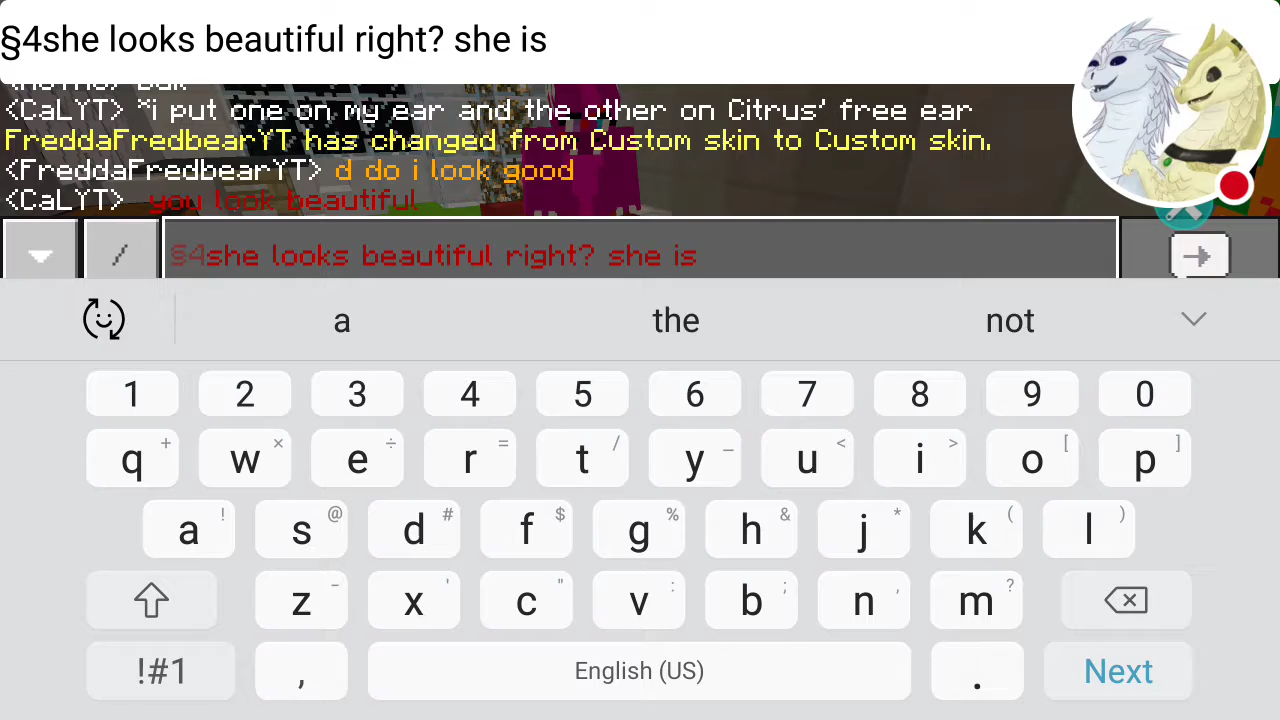 §4she looks beautiful right? she is
<CaLYT> *i put one on my ear and the other on Citrus' free ear
FreddaFredbearYT has changed from Custom skin to Custom skin.
<FreddaFredbearYT> d do i look good
<CaLYT> you look beautiful
/ §4she looks beautiful right? she is
a the not
1 2 3 4 5 6 7 8 9 0
q + w × e ÷ r = t / y _ u < i > o [ p ]
a ! s @ d # f $ g % h & j * k ( l )
z - x ' c " v : b ; n , m ?
!#1 , English (US) . Next